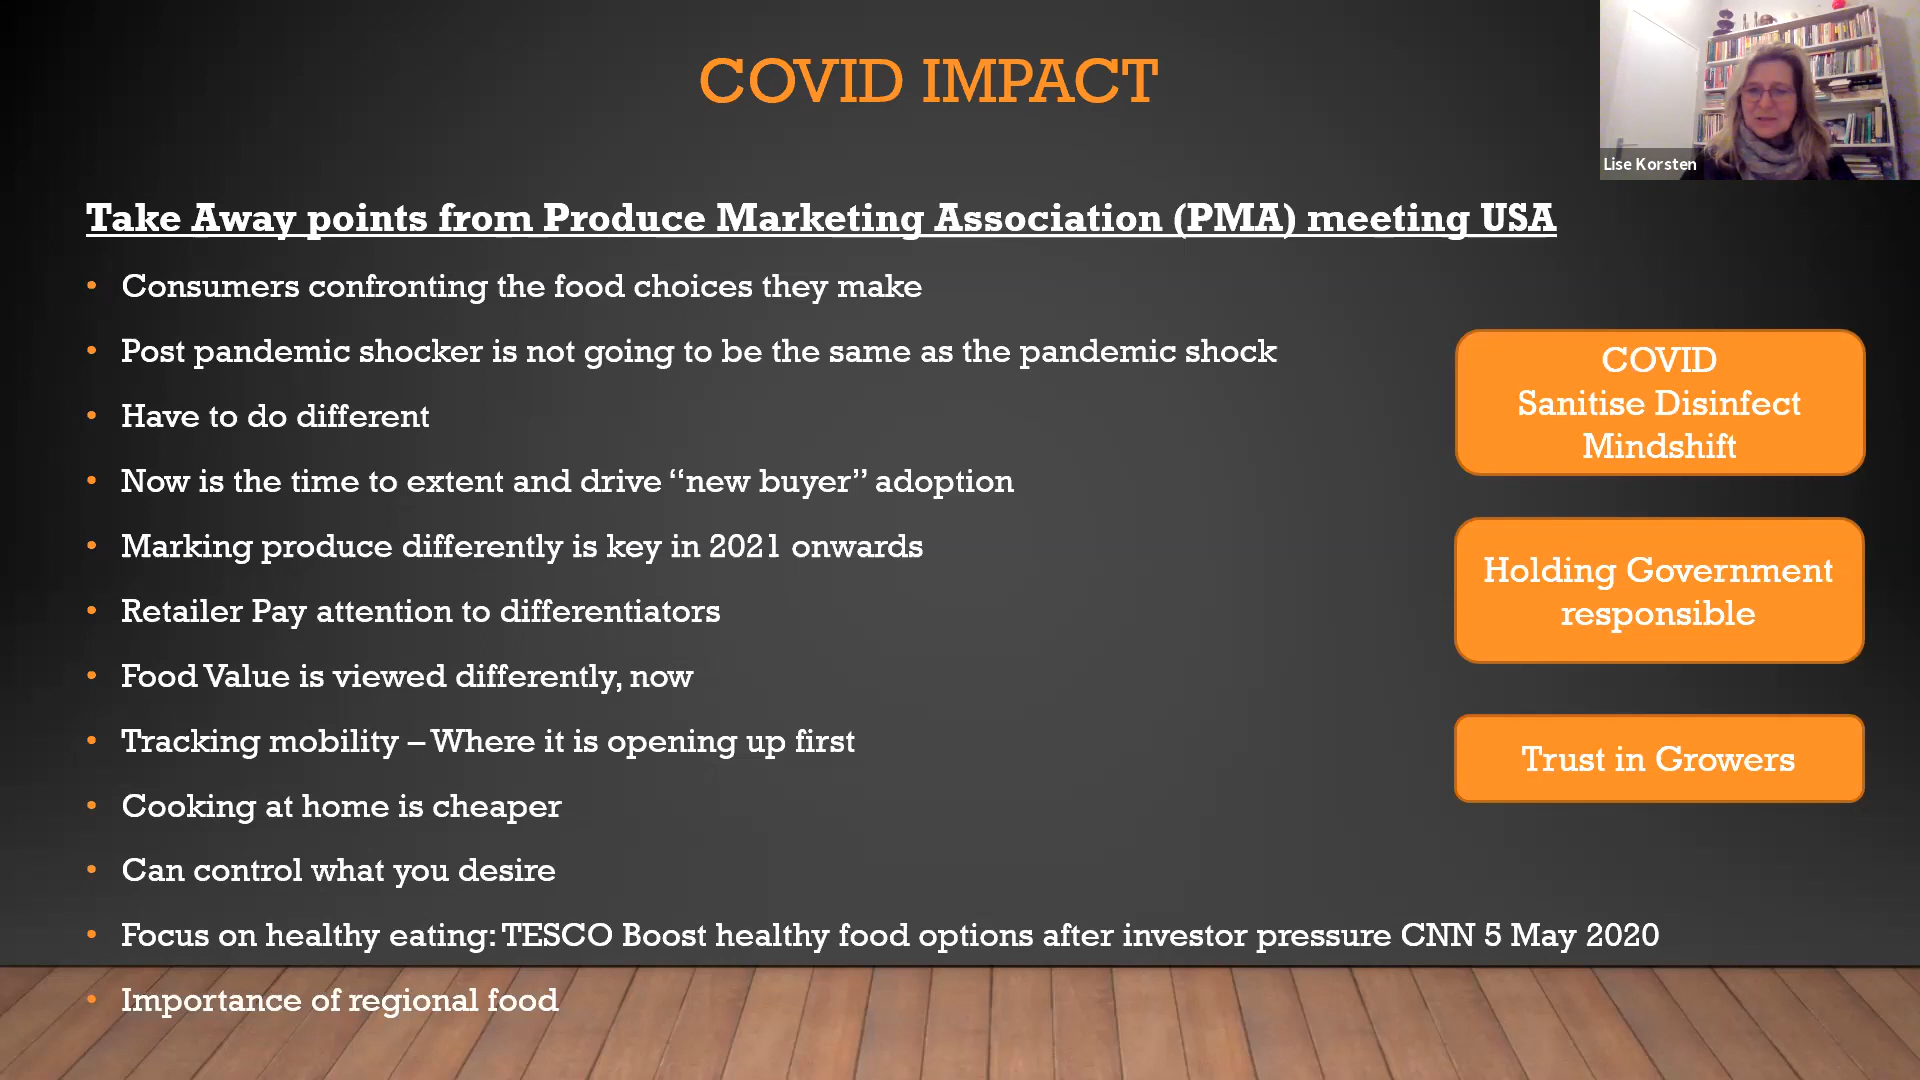 COVID IMPACT
Lise Korsten
Take Away points from Produce Marketing Association (PMA) meeting USA
• Consumers confronting the food choices they make
• Post pandemic shocker is not going to be the same as the pandemic shock
• Have to do different
• Now is the time to extent and drive “new buyer” adoption
• Marking produce differently is key in 2021 onwards
• Retailer Pay attention to differentiators
• Food Value is viewed differently, now
• Tracking mobility – Where it is opening up first
• Cooking at home is cheaper
• Can control what you desire
• Focus on healthy eating: TESCO Boost healthy food options after investor pressure CNN 5 May 2020
• Importance of regional food
COVID
Sanitise Disinfect
Mindshift
Holding Government
responsible
Trust in Growers